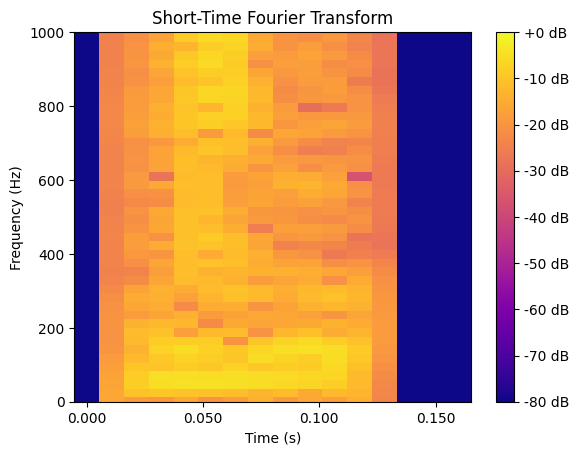 Short-Time Fourier Transform
1000
800
600
400
200
0
Frequency (Hz)
0.000
0.050
0.100
0.150
Time (s)
+0 dB
-10 dB
-20 dB
-30 dB
-40 dB
-50 dB
-60 dB
-70 dB
-80 dB